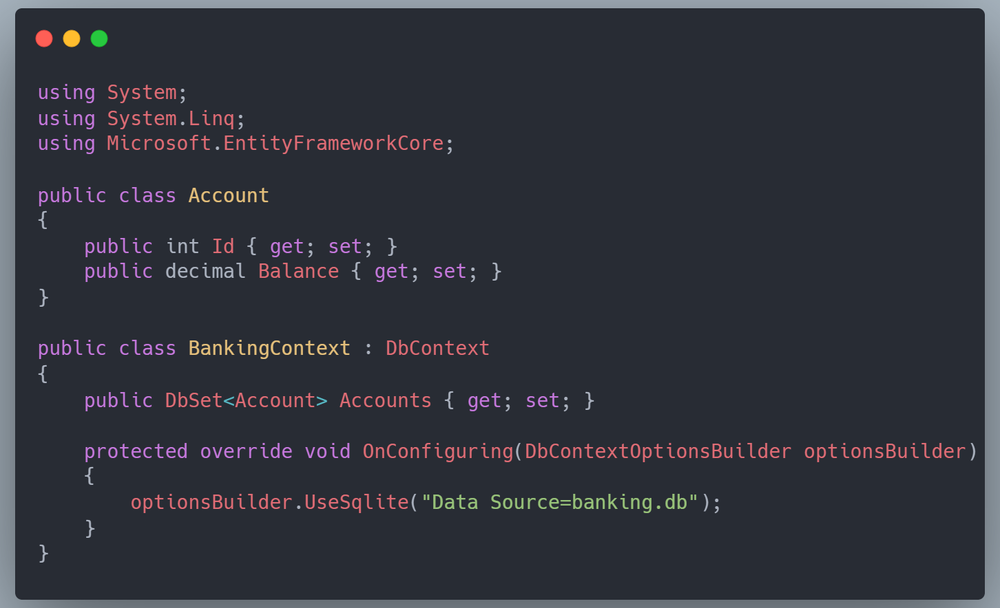 using System;
using System.Linq;
using Microsoft.EntityFrameworkCore;

public class Account
{
    public int Id { get; set; }
    public decimal Balance { get; set; }
}

public class BankingContext : DbContext
{
    public DbSet<Account> Accounts { get; set; }

    protected override void OnConfiguring(DbContextOptionsBuilder optionsBuilder)
    {
        optionsBuilder.UseSqlite("Data Source=banking.db");
    }
}